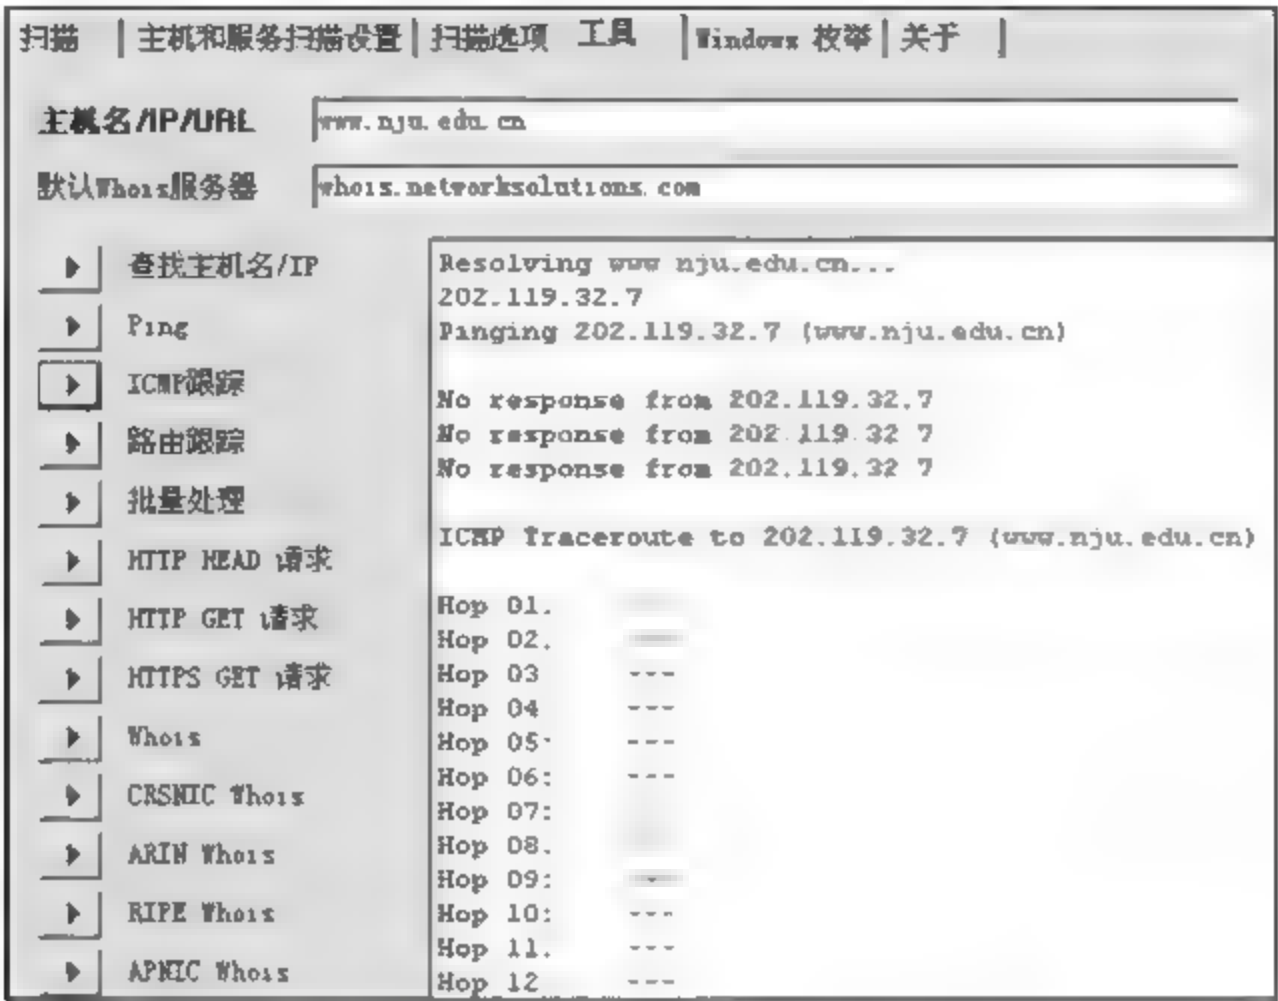 扫描 主机和服务扫描设置 扫描选项 工具 Windows 枚举 关于
主机名/IP/URL www.nju.edu.cn
默认Whois服务器 whois.networksolutions.com
查找主机名/IP
Ping
ICMP跟踪
路由跟踪
批量处理
HTTP HEAD 请求
HTTP GET 请求
HTTPS GET 请求
Whois
CRSNIC Whois
ARIN Whois
RIPE Whois
APNIC Whois
Resolving www nju.edu.cn...
202.119.32.7
Pinging 202.119.32.7 (www.nju.edu.cn)
No response from 202.119.32.7
No response from 202.119.32 7
No response from 202.119.32 7
ICMP Traceroute to 202.119.32.7 (www.nju.edu.cn)
Hop 01.
Hop 02.
Hop 03 ---
Hop 04 ---
Hop 05: ---
Hop 06: ---
Hop 07:
Hop 08.
Hop 09:
Hop 10: ---
Hop 11. ---
Hop 12 ---